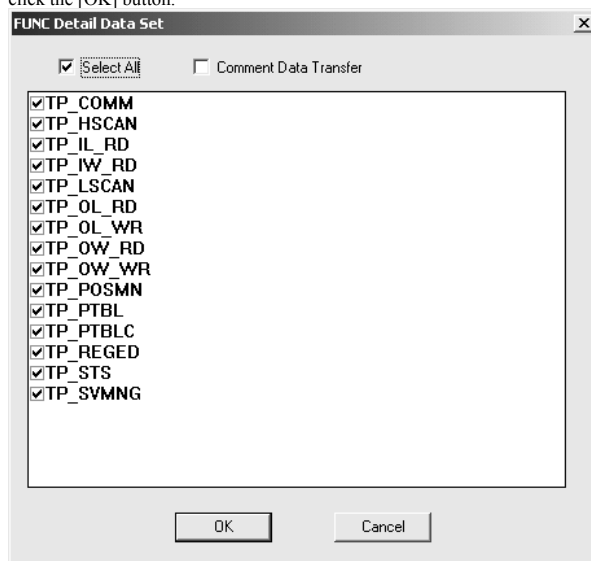 click the [OK] button.
FUNC Detail Data Set
Select All Comment Data Transfer
TP_COMM
TP_HSCAN
TP_IL_RD
TP_IW_RD
TP_LSCAN
TP_OL_RD
TP_OL_WR
TP_OW_RD
TP_OW_WR
TP_POSMN
TP_PTBL
TP_PTBLC
TP_REGED
TP_STS
TP_SVMNG
OK Cancel